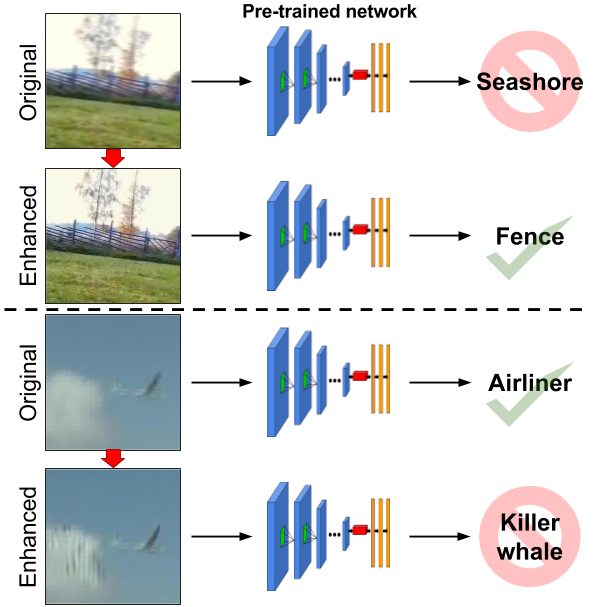 Pre-trained network
Original
Seashore
Enhanced
Fence
Original
Airliner
Enhanced
Killer
whale